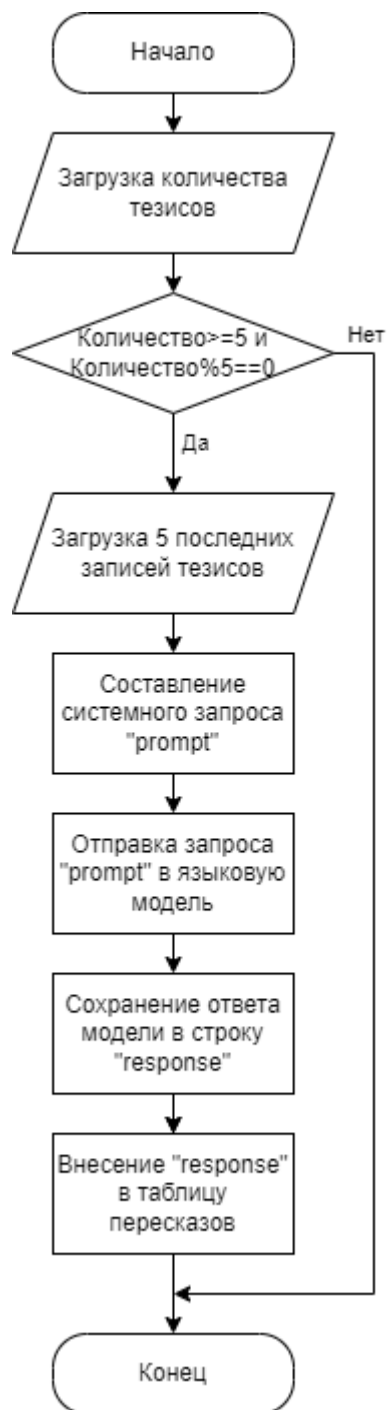 Начало
Загрузка количества
тезисов
Количество>=5 и
Количество%5==0
Нет
Да
Загрузка 5 последних
записей тезисов
Составление
системного запроса
"prompt"
Отправка запроса
"prompt" в языковую
модель
Сохранение ответа
модели в строку
"response"
Внесение "response"
в таблицу
пересказов
Конец